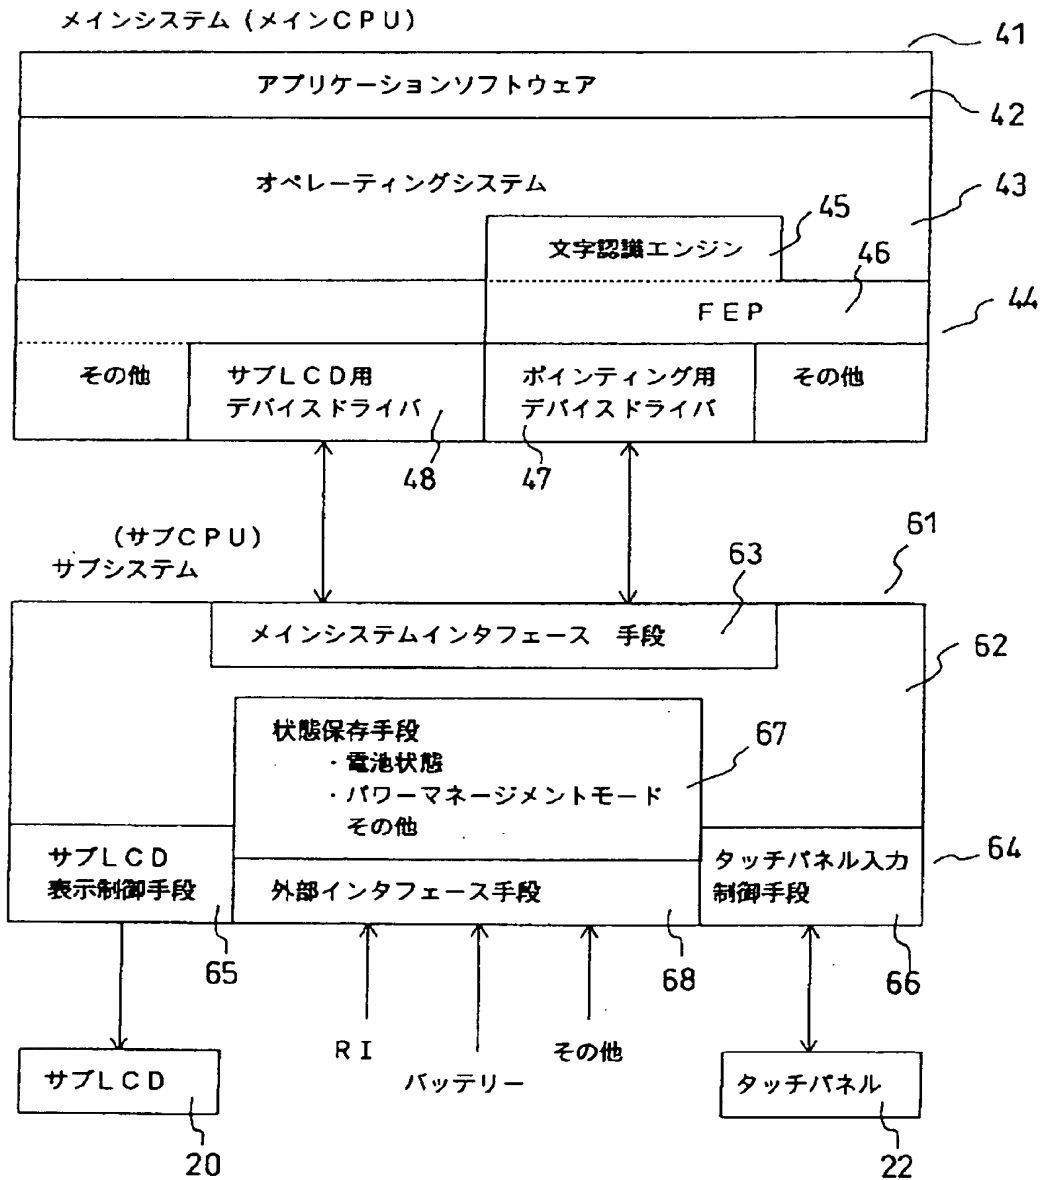 メインシステム(メインCPU)
41
アプリケーションソフトウェア
42
オペレーティングシステム
43
文字認識エンジン
45
46
FEP
44
その他
サブLCD用
デバイスドライバ
ポインティング用
デバイスドライバ
その他
48
47
(サブCPU)
サブシステム
61
63
メインシステムインタフェース 手段
62
状態保存手段
・電池状態
・パワーマネージメントモード
その他
67
サブLCD
表示制御手段
外部インタフェース手段
タッチパネル入力
制御手段
64
65
68
66
RI
バッテリー
その他
サブLCD
タッチパネル
20
22